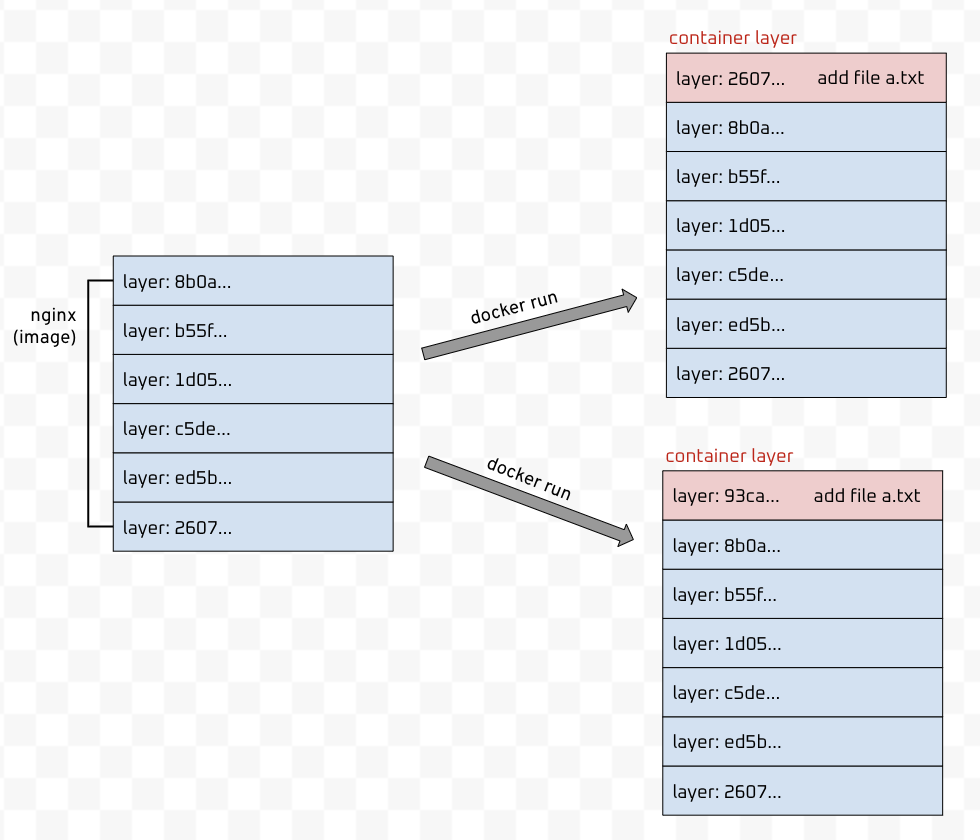 nginx
(image)
layer: 8b0a...
layer: b55f...
layer: 1d05...
layer: c5de...
layer: ed5b...
layer: 2607...
docker run
docker run
container layer
layer: 2607... add file a.txt
layer: 8b0a...
layer: b55f...
layer: 1d05...
layer: c5de...
layer: ed5b...
layer: 2607...
container layer
layer: 93ca... add file a.txt
layer: 8b0a...
layer: b55f...
layer: 1d05...
layer: c5de...
layer: ed5b...
layer: 2607...